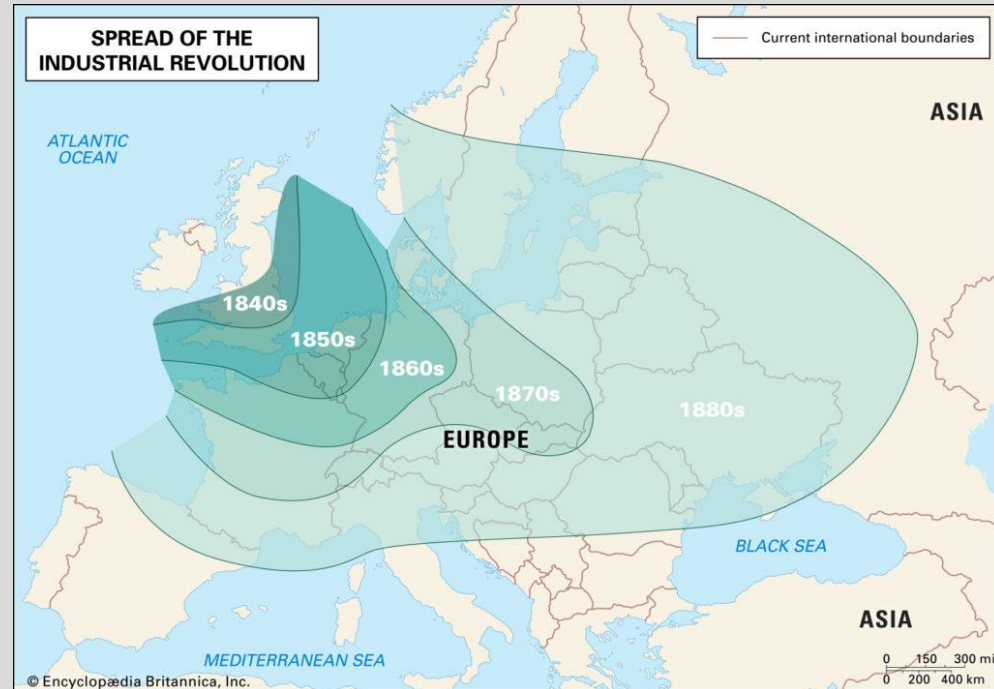 SPREAD OF THE
INDUSTRIAL REVOLUTION
Current international boundaries
ASIA
ATLANTIC
OCEAN
1840s
1850s
1860s
1870s
1880s
EUROPE
BLACK SEA
ASIA
MEDITERRANEAN SEA
0 150 300 mi
0 200 400 km
© Encyclopædia Britannica, Inc.